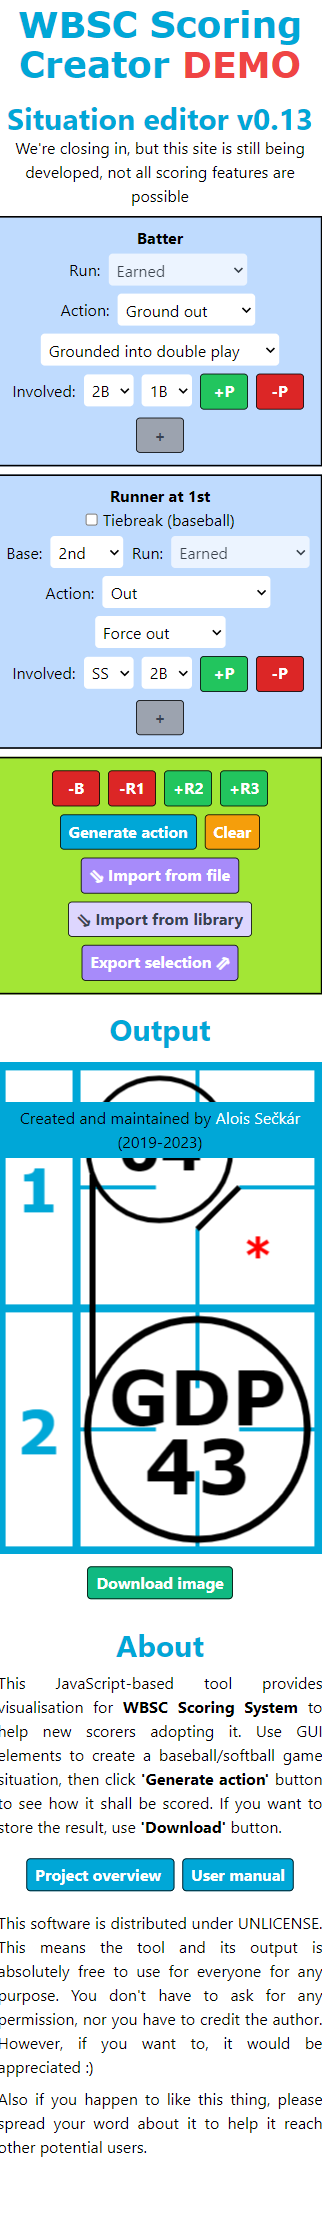 WBSC Scoring
Creator DEMO
Situation editor v0.13
We're closing in, but this site is still being
developed, not all scoring features are
possible
Batter
Run: Earned
Action: Ground out
Grounded into double play
Involved: 2B 1B +P -P
+
Runner at 1st
Tiebreak (baseball)
Base: 2nd Run: Earned
Action: Out
Force out
Involved: SS 2B +P -P
+
-B -R1 +R2 +R3
Generate action Clear
⇘ Import from file
⇘ Import from library
Export selection ⇗
Output
Created and maintained by Alois Sečkár
(2019-2023)
1
*
GDP
2 43
Download image
About
This JavaScript-based tool provides
visualisation for WBSC Scoring System to
help new scorers adopting it. Use GUI
elements to create a baseball/softball game
situation, then click 'Generate action' button
to see how it shall be scored. If you want to
store the result, use 'Download' button.
Project overview User manual
This software is distributed under UNLICENSE.
This means the tool and its output is
absolutely free to use for everyone for any
purpose. You don't have to ask for any
permission, nor you have to credit the author.
However, if you want to, it would be
appreciated :)
Also if you happen to like this thing, please
spread your word about it to help it reach
other potential users.